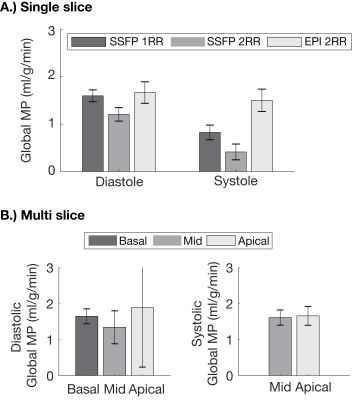 A.) Single slice
SSFP 1RR SSFP 2RR EPI 2RR
Global MP (ml/g/min)
3
2
1
0
Diastole Systole
B.) Multi slice
Basal Mid Apical
Diastolic
Global MP (ml/g/min)
3
2
1
0
Basal Mid Apical
Systolic
Global MP (ml/g/min)
3
2
1
0
Mid Apical